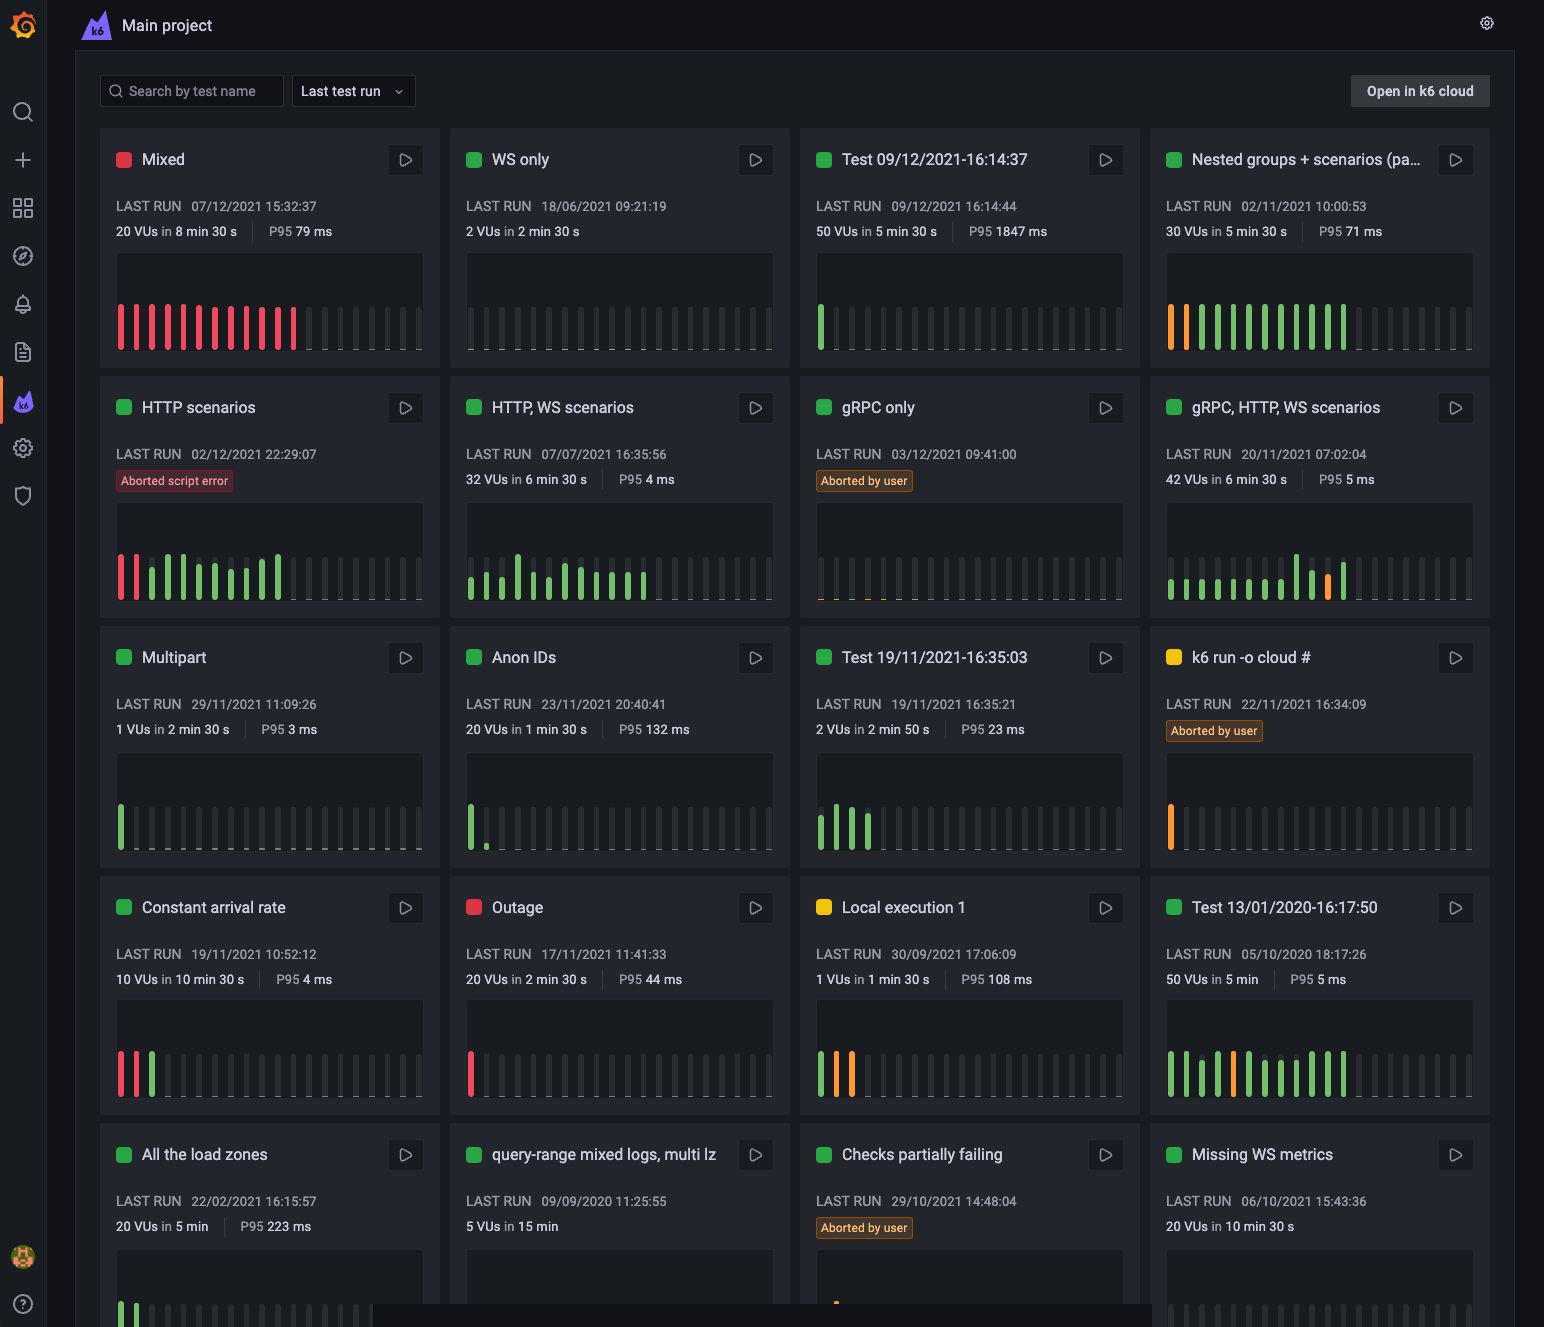 k6 Main project
Search by test name Last test run Open in k6 cloud
Mixed
LAST RUN 07/12/2021 15:32:37
20 VUs in 8 min 30 s P95 79 ms
WS only
LAST RUN 18/06/2021 09:21:19
2 VUs in 2 min 30 s
Test 09/12/2021-16:14:37
LAST RUN 09/12/2021 16:14:44
50 VUs in 5 min 30 s P95 1847 ms
Nested groups + scenarios (pa...
LAST RUN 02/11/2021 10:00:53
30 VUs in 5 min 30 s P95 71 ms
k6
HTTP scenarios
LAST RUN 02/12/2021 22:29:07
Aborted script error
HTTP, WS scenarios
LAST RUN 07/07/2021 16:35:56
32 VUs in 6 min 30 s P95 4 ms
gRPC only
LAST RUN 03/12/2021 09:41:00
Aborted by user
gRPC, HTTP, WS scenarios
LAST RUN 20/11/2021 07:02:04
42 VUs in 6 min 30 s P95 5 ms
Multipart
LAST RUN 29/11/2021 11:09:26
1 VUs in 2 min 30 s P95 3 ms
Anon IDs
LAST RUN 23/11/2021 20:40:41
20 VUs in 1 min 30 s P95 132 ms
Test 19/11/2021-16:35:03
LAST RUN 19/11/2021 16:35:21
2 VUs in 2 min 50 s P95 23 ms
k6 run -o cloud #
LAST RUN 22/11/2021 16:34:09
Aborted by user
Constant arrival rate
LAST RUN 19/11/2021 10:52:12
10 VUs in 10 min 30 s P95 4 ms
Outage
LAST RUN 17/11/2021 11:41:33
20 VUs in 2 min 30 s P95 44 ms
Local execution 1
LAST RUN 30/09/2021 17:06:09
1 VUs in 1 min 30 s P95 108 ms
Test 13/01/2020-16:17:50
LAST RUN 05/10/2020 18:17:26
50 VUs in 5 min P95 5 ms
All the load zones
LAST RUN 22/02/2021 16:15:57
20 VUs in 5 min P95 223 ms
query-range mixed logs, multi lz
LAST RUN 09/09/2020 11:25:55
5 VUs in 15 min
Checks partially failing
LAST RUN 29/10/2021 14:48:04
Aborted by user
Missing WS metrics
LAST RUN 06/10/2021 15:43:36
20 VUs in 10 min 30 s